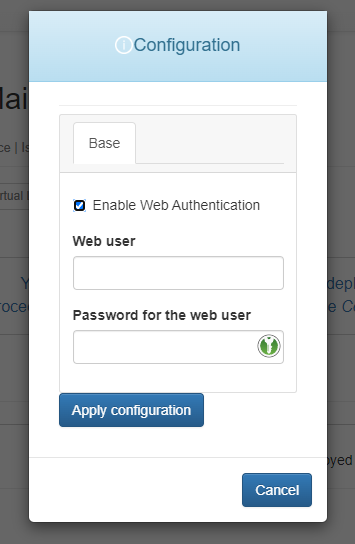 Configuration
Base
Enable Web Authentication
Web user
Password for the web user
Apply configuration
Cancel